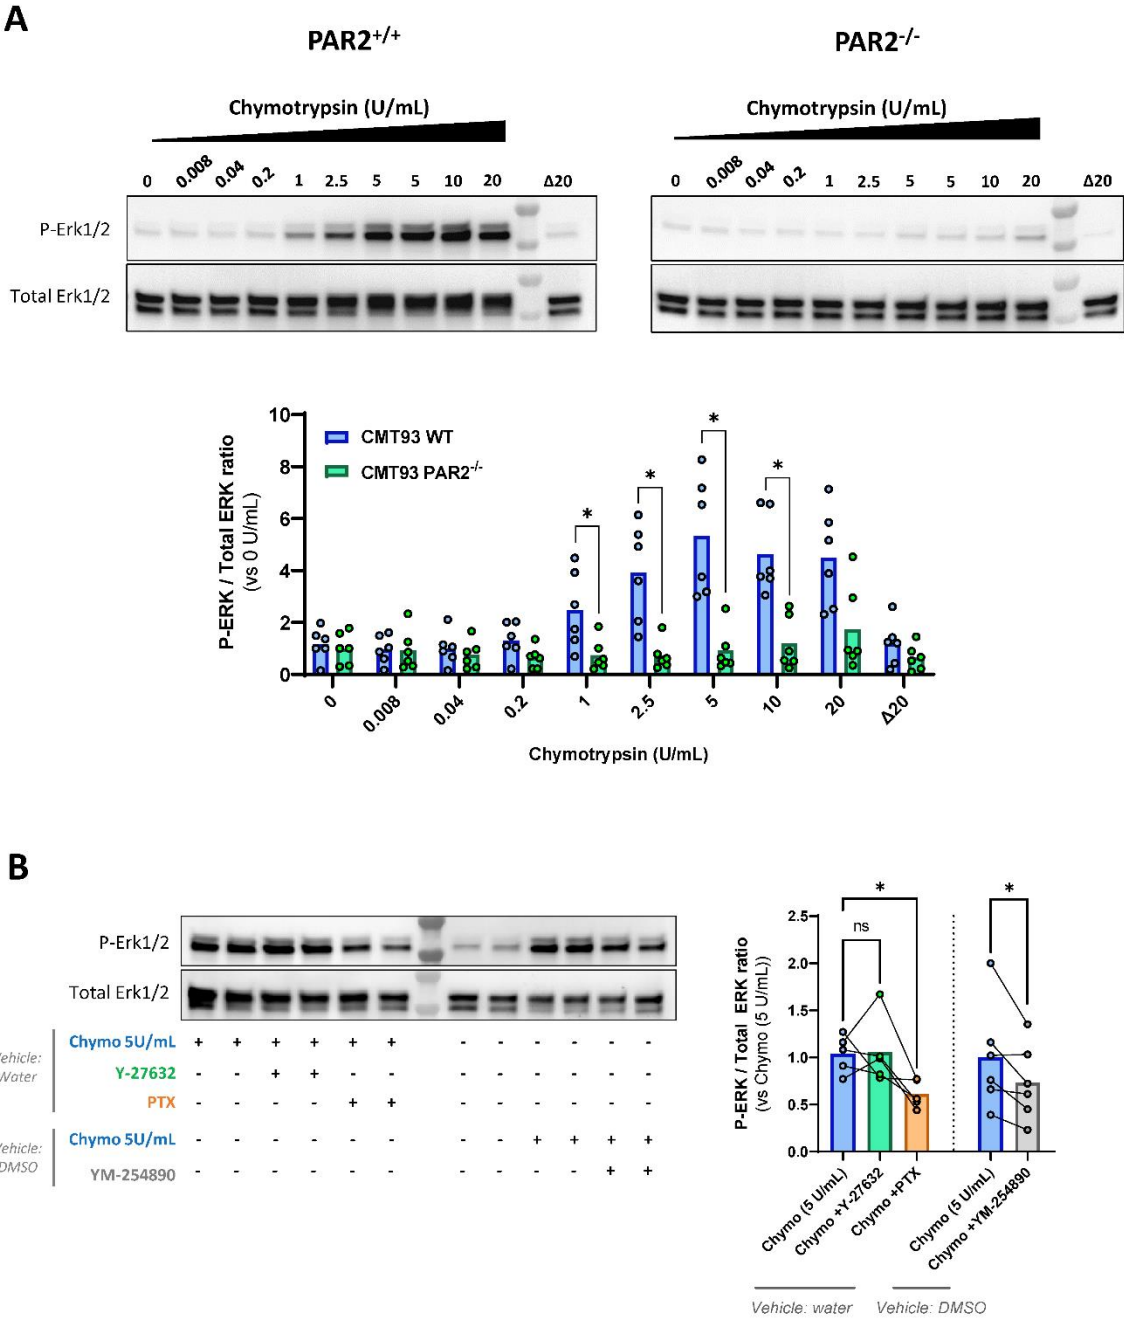 A
PAR2+/+
PAR2-/-
Chymotrypsin (U/mL)
Chymotrypsin (U/mL)
0 0.008 0.04 0.2 1 2.5 5 5 10 20 Δ20
0 0.008 0.04 0.2 1 2.5 5 5 10 20 Δ20
P-Erk1/2
Total Erk1/2
P-ERK / Total ERK ratio
(vs 0 U/mL)
10
8
6
4
2
0
CMT93 WT
CMT93 PAR2-/-
* * * *
0 0.008 0.04 0.2 1 2.5 5 10 20 Δ20
Chymotrypsin (U/mL)
B
P-Erk1/2
Total Erk1/2
Vehicle:
Water
Chymo 5U/mL + + + + + + - - - - - -
Y-27632 - - + + - - - - - - - -
PTX - - - - + + - - - - - -
Vehicle:
DMSO
Chymo 5U/mL - - - - - - - - + + + +
YM-254890 - - - - - - - - - - + +
P-ERK / Total ERK ratio
(vs Chymo (5 U/mL))
2.5
2.0
1.5
1.0
0.5
0.0
* ns *
Chymo (5 U/mL)
Chymo +Y-27632
Chymo +PTX
Chymo (5 U/mL)
Chymo +YM-254890
Vehicle: water
Vehicle: DMSO